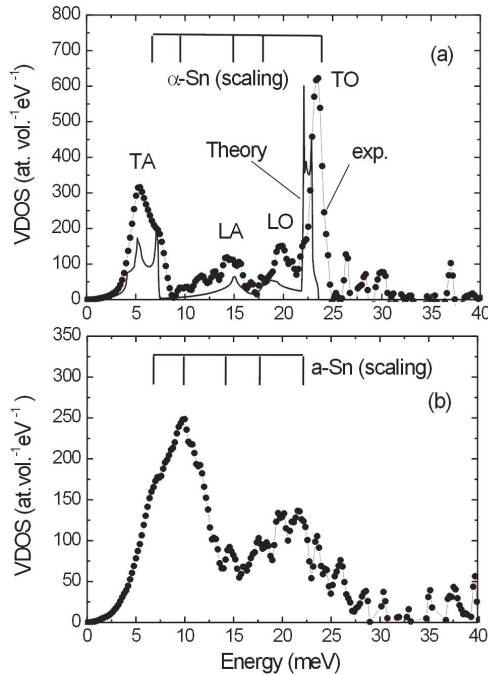 800
700
600
500
400
300
200
100
0
VDOS (at. vol.⁻¹eV⁻¹)
(a)
α-Sn (scaling)
TO
TA
Theory
exp.
LA
LO
0 5 10 15 20 25 30 35 40
350
300
250
200
150
100
50
0
VDOS (at.vol.⁻¹eV⁻¹)
a-Sn (scaling)
(b)
0 5 10 15 20 25 30 35 40
Energy (meV)